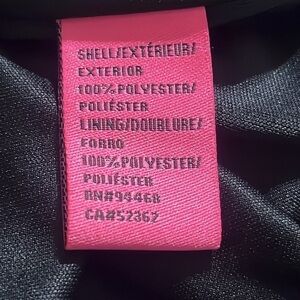 SHELL/EXTÉRIEUR/
EXTERIOR
100% POLYESTER/
POLIÉSTER
LINING/DOUBLURE/
FORRO
100% POLYESTER/
POLIÉSTER
RN#94468
CA#52362